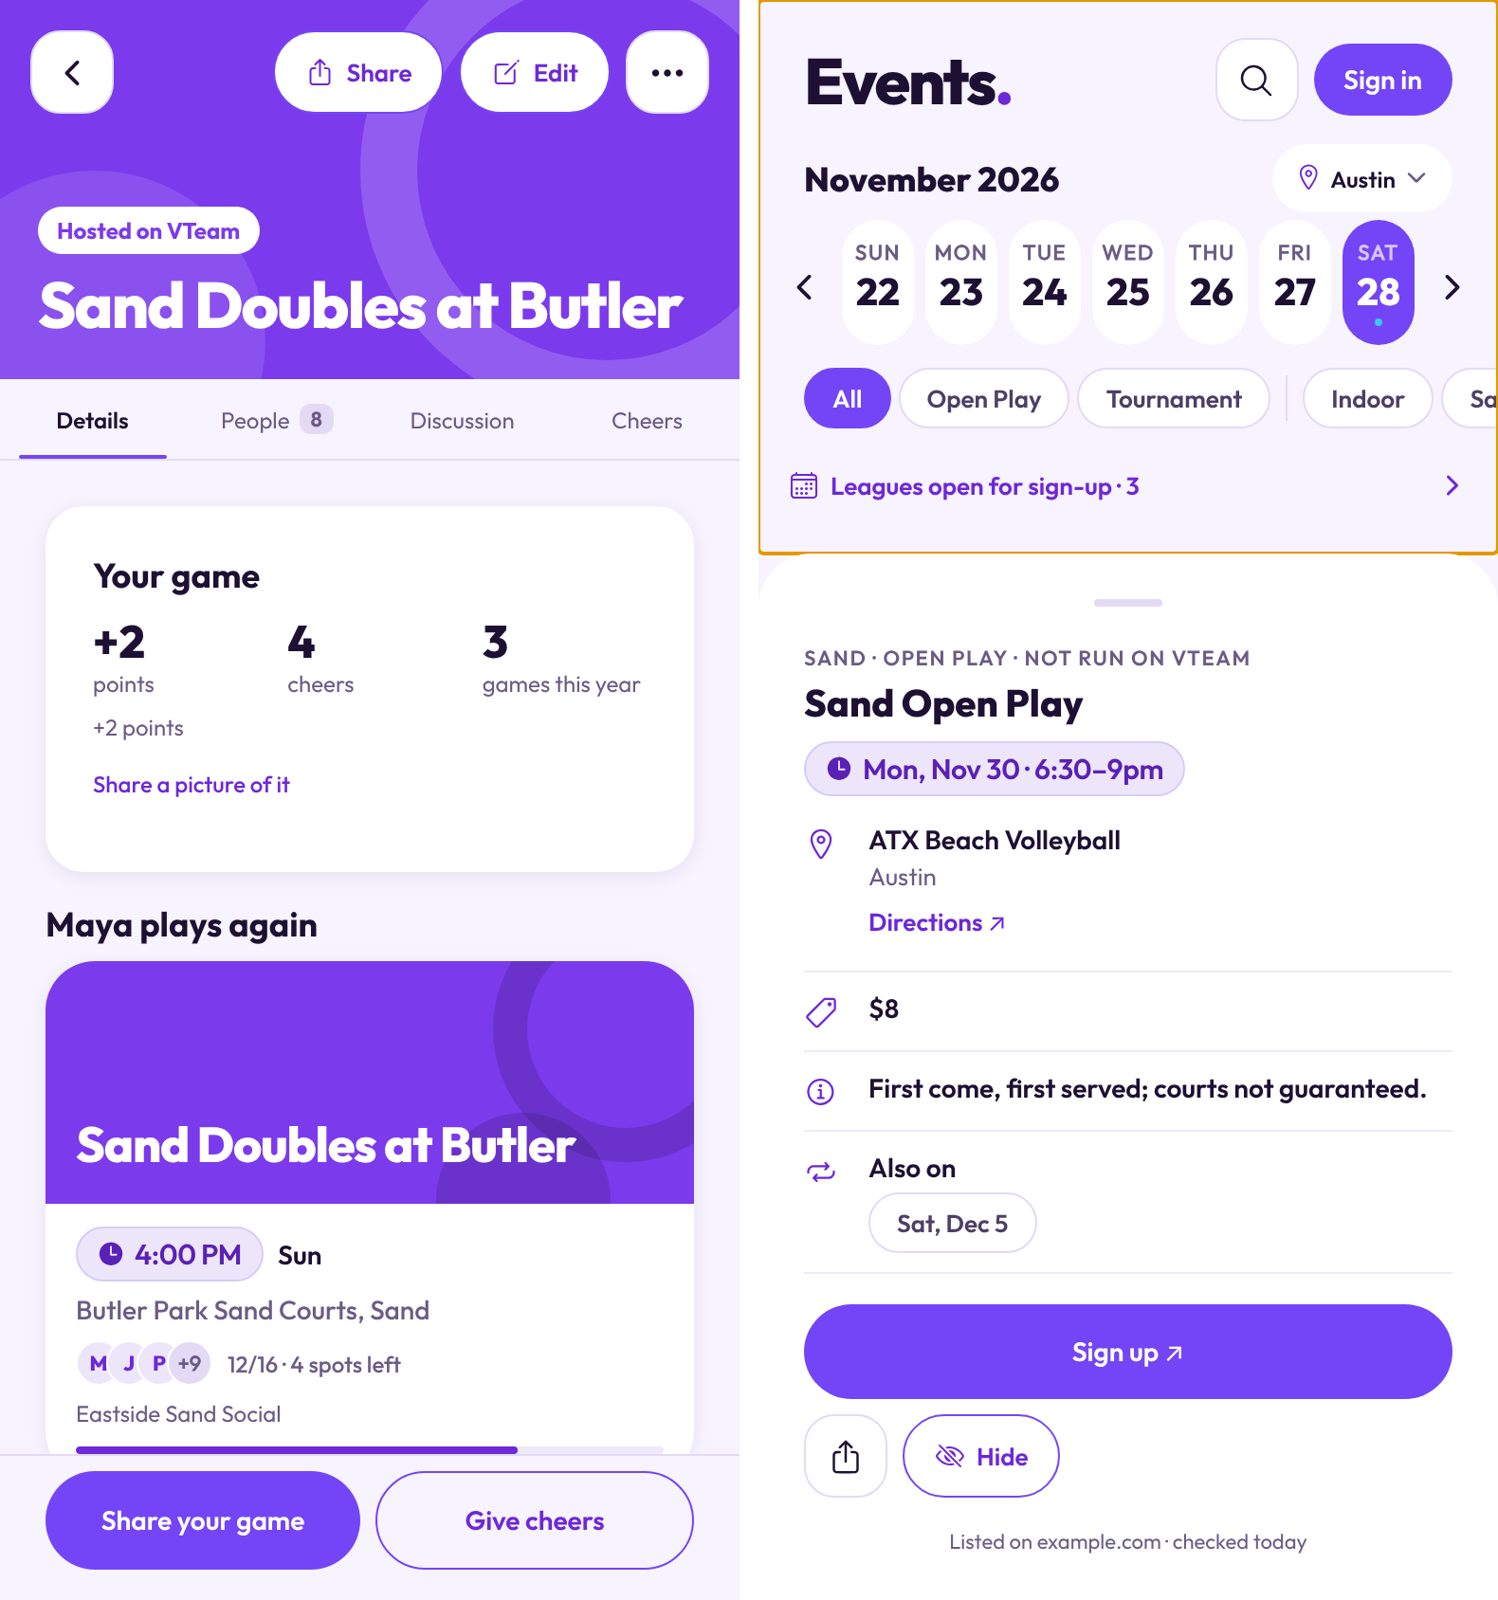 Share
Edit
Hosted on VTeam
Sand Doubles at Butler
Details
People 8
Discussion
Cheers
Your game
+2
4
3
points
cheers
games this year
+2 points
Share a picture of it
Maya plays again
Sand Doubles at Butler
4:00 PM
Sun
Butler Park Sand Courts, Sand
M J P +9 12/16 · 4 spots left
Eastside Sand Social
Share your game
Give cheers
Events.
Sign in
November 2026
Austin
SUN MON TUE WED THU FRI SAT
22 23 24 25 26 27 28
All
Open Play
Tournament
Indoor
Sa
Leagues open for sign-up · 3
SAND · OPEN PLAY · NOT RUN ON VTEAM
Sand Open Play
Mon, Nov 30 · 6:30–9pm
ATX Beach Volleyball
Austin
Directions ↗
$8
First come, first served; courts not guaranteed.
Also on
Sat, Dec 5
Sign up ↗
Hide
Listed on example.com · checked today